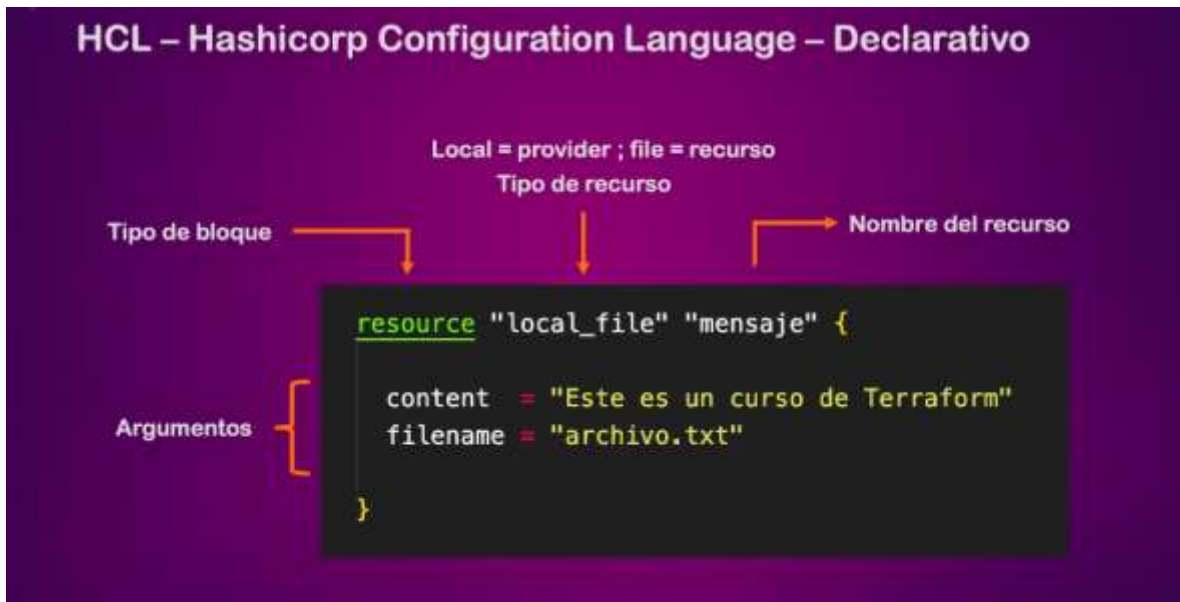 HCL – Hashicorp Configuration Language – Declarativo
Local = provider ; file = recurso
Tipo de recurso
Tipo de bloque
Nombre del recurso
resource "local_file" "mensaje" {
Argumentos
content = "Este es un curso de Terraform"
filename = "archivo.txt"
}